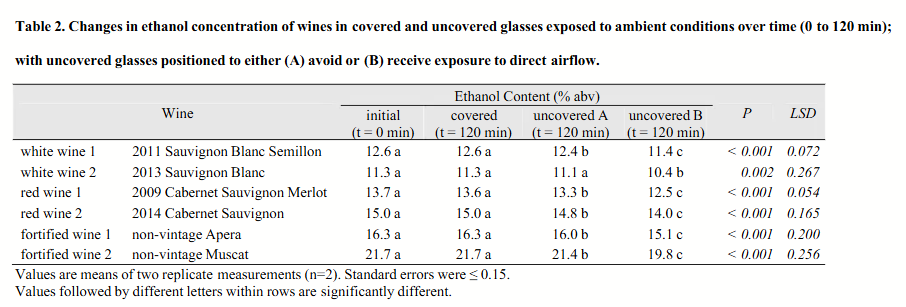 Table 2. Changes in ethanol concentration of wines in covered and uncovered glasses exposed to ambient conditions over time (0 to 120 min);
with uncovered glasses positioned to either (A) avoid or (B) receive exposure to direct airflow.
Ethanol Content (% abv)
Wine initial covered uncovered A uncovered B P LSD
(t = 0 min) (t = 120 min) (t = 120 min) (t = 120 min)
white wine 1 2011 Sauvignon Blanc Semillon 12.6 a 12.6 a 12.4 b 11.4 c < 0.001 0.072
white wine 2 2013 Sauvignon Blanc 11.3 a 11.3 a 11.1 a 10.4 b 0.002 0.267
red wine 1 2009 Cabernet Sauvignon Merlot 13.7 a 13.6 a 13.3 b 12.5 c < 0.001 0.054
red wine 2 2014 Cabernet Sauvignon 15.0 a 15.0 a 14.8 b 14.0 c < 0.001 0.165
fortified wine 1 non-vintage Apera 16.3 a 16.3 a 16.0 b 15.1 c < 0.001 0.200
fortified wine 2 non-vintage Muscat 21.7 a 21.7 a 21.4 b 19.8 c < 0.001 0.256
Values are means of two replicate measurements (n=2). Standard errors were ≤ 0.15.
Values followed by different letters within rows are significantly different.